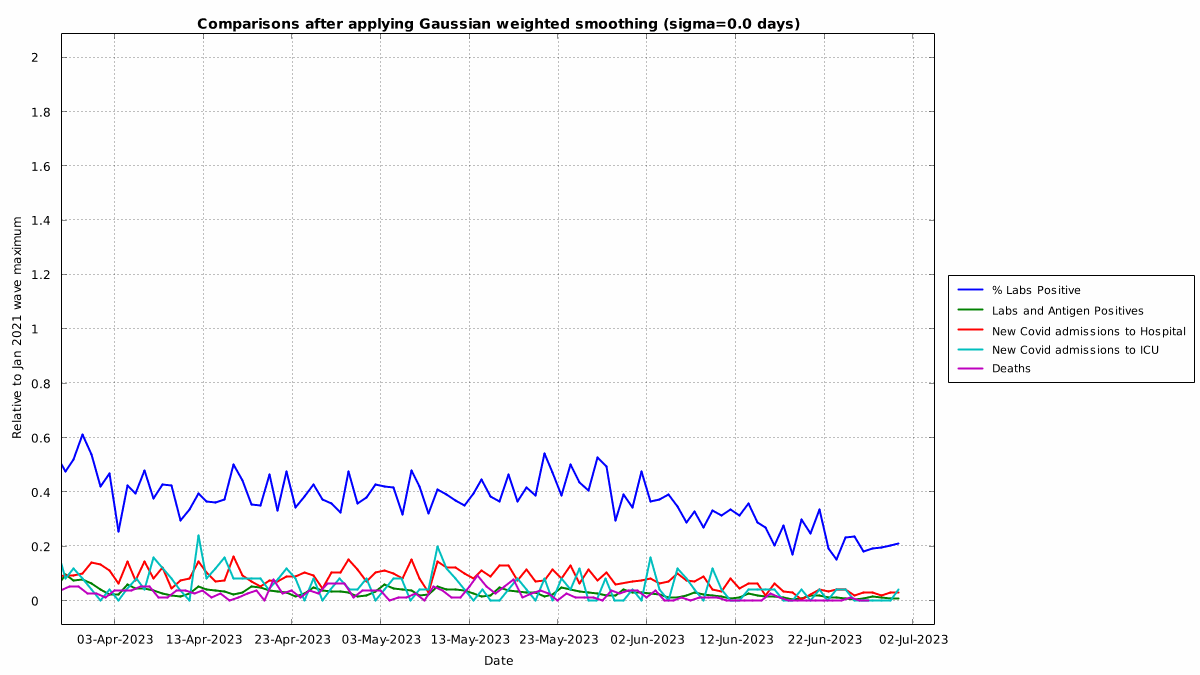 Comparisons after applying Gaussian weighted smoothing (sigma=0.0 days)
2
1.8
1.6
1.4
1.2
1
0.8
0.6
0.4
0.2
0
Relative to Jan 2021 wave maximum
03-Apr-2023 13-Apr-2023 23-Apr-2023 03-May-2023 13-May-2023 23-May-2023 02-Jun-2023 12-Jun-2023 22-Jun-2023 02-Jul-2023
Date
% Labs Positive
Labs and Antigen Positives
New Covid admissions to Hospital
New Covid admissions to ICU
Deaths